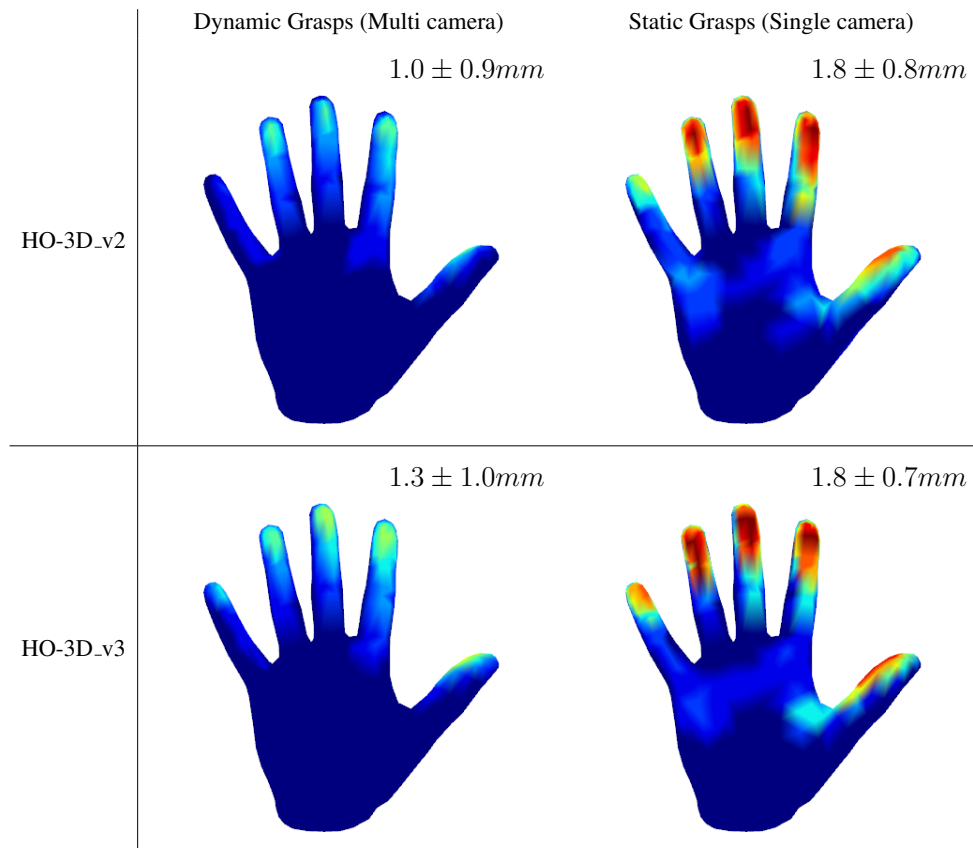 Dynamic Grasps (Multi camera)
Static Grasps (Single camera)
HO-3D_v2
1.0 ± 0.9mm
1.8 ± 0.8mm
HO-3D_v3
1.3 ± 1.0mm
1.8 ± 0.7mm